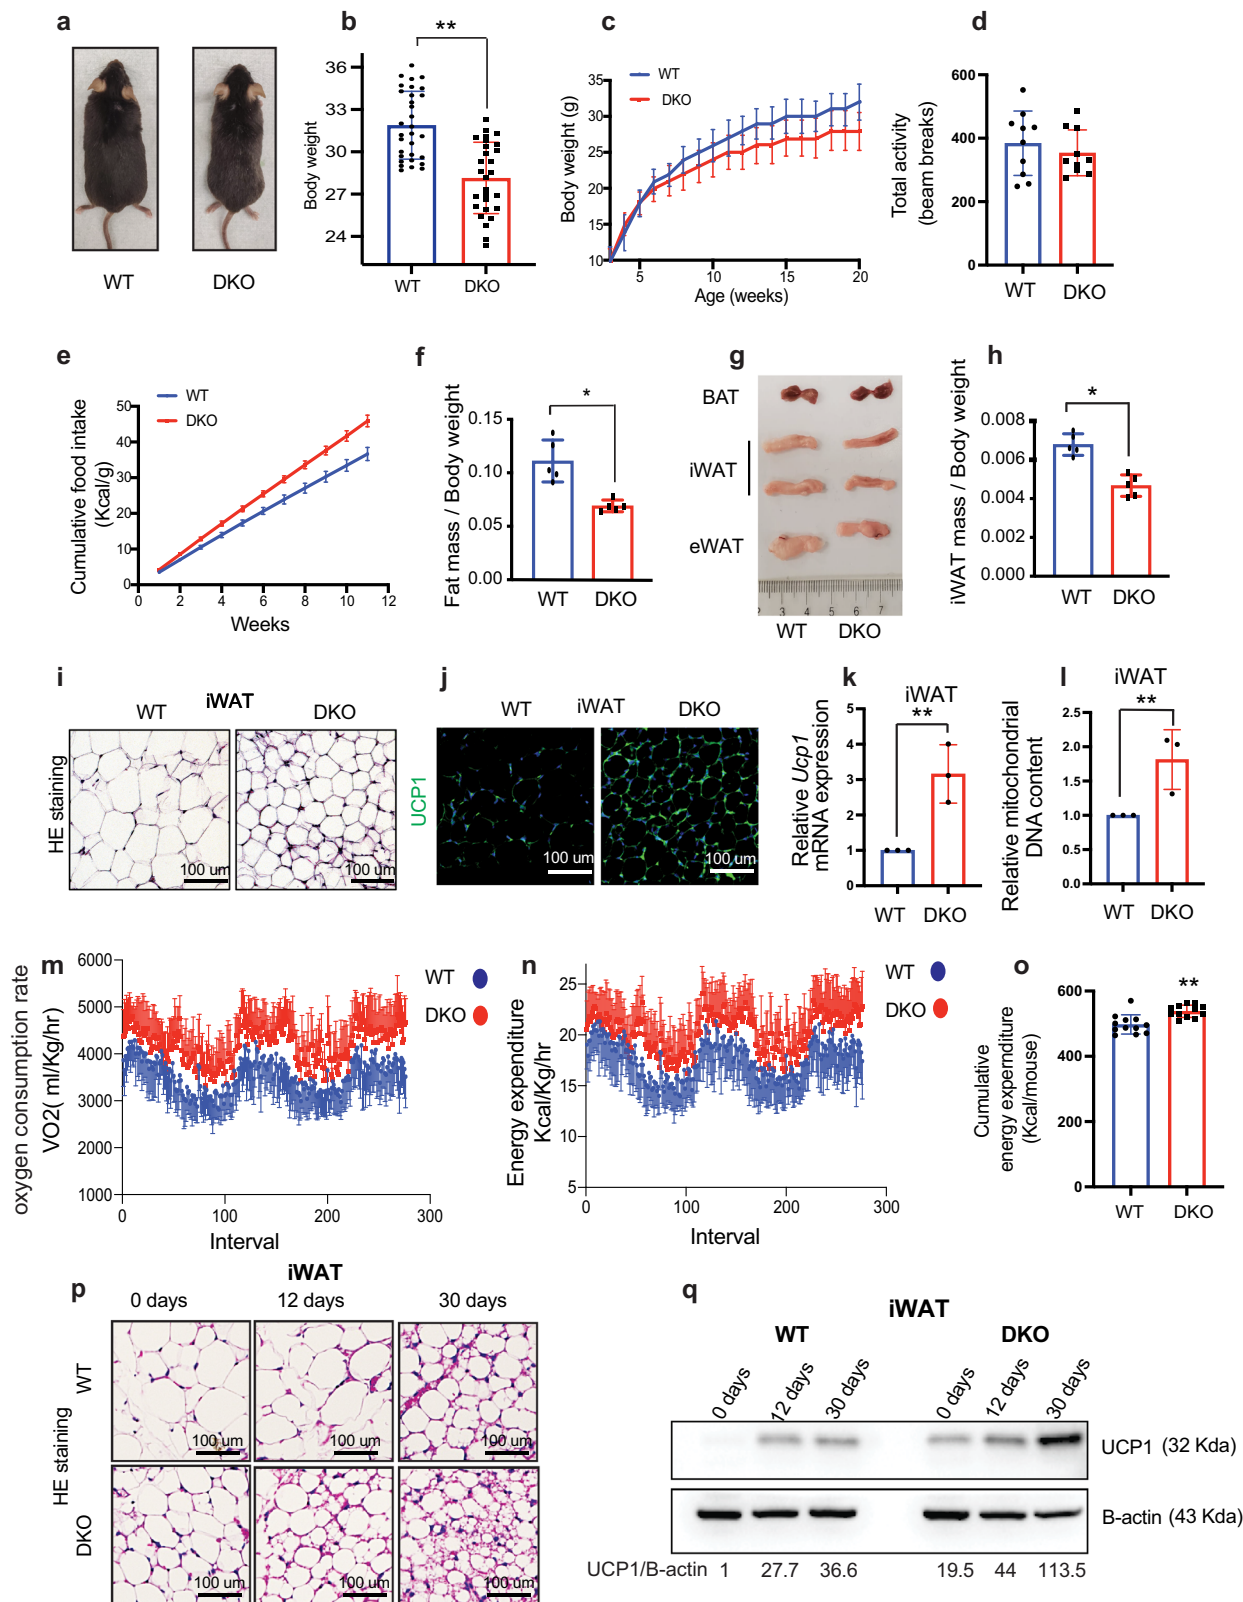 a
WT
DKO
b
**
Body weight
36
33
30
27
24
WT
DKO
c
WT
DKO
Body weight (g)
35
30
25
20
15
10
5
10
15
20
Age (weeks)
d
Total activity
(beam breaks)
600
400
200
0
WT
DKO
e
WT
DKO
Cumulative food intake
(Kcal/g)
50
40
30
20
10
0
0
2
4
6
8
10
12
Weeks
f
*
Fat mass / Body weight
0.15
0.10
0.05
0.00
WT
DKO
g
BAT
iWAT
eWAT
3 4 5 6 7
WT
DKO
h
*
iWAT mass / Body weight
0.008
0.006
0.004
0.002
0.000
WT
DKO
i
iWAT
WT
DKO
HE staining
100 um
100 um
j
WT
iWAT
DKO
UCP1
100 um
100 um
k
iWAT
**
Relative Ucp1
mRNA expression
5
4
3
2
1
0
WT
DKO
l
iWAT
**
Relative mitochondrial
DNA content
2.5
2.0
1.5
1.0
0.5
0.0
WT
DKO
m
WT
DKO
oxygen consumption rate
VO2( ml/Kg/hr)
6000
5000
4000
3000
2000
1000
0
100
200
300
Interval
n
WT
DKO
Energy expenditure
Kcal/Kg/hr
25
20
15
10
5
0
100
200
300
Interval
o
**
Cumulative
energy expenditure
(Kcal/mouse)
600
400
200
0
WT
DKO
p
iWAT
0 days
12 days
30 days
HE staining
WT
DKO
100 um
100 um
100 um
100 um
100 um
100 um
q
iWAT
WT
DKO
0 days
12 days
30 days
0 days
12 days
30 days
UCP1 (32 Kda)
B-actin (43 Kda)
UCP1/B-actin 1 27.7 36.6 19.5 44 113.5